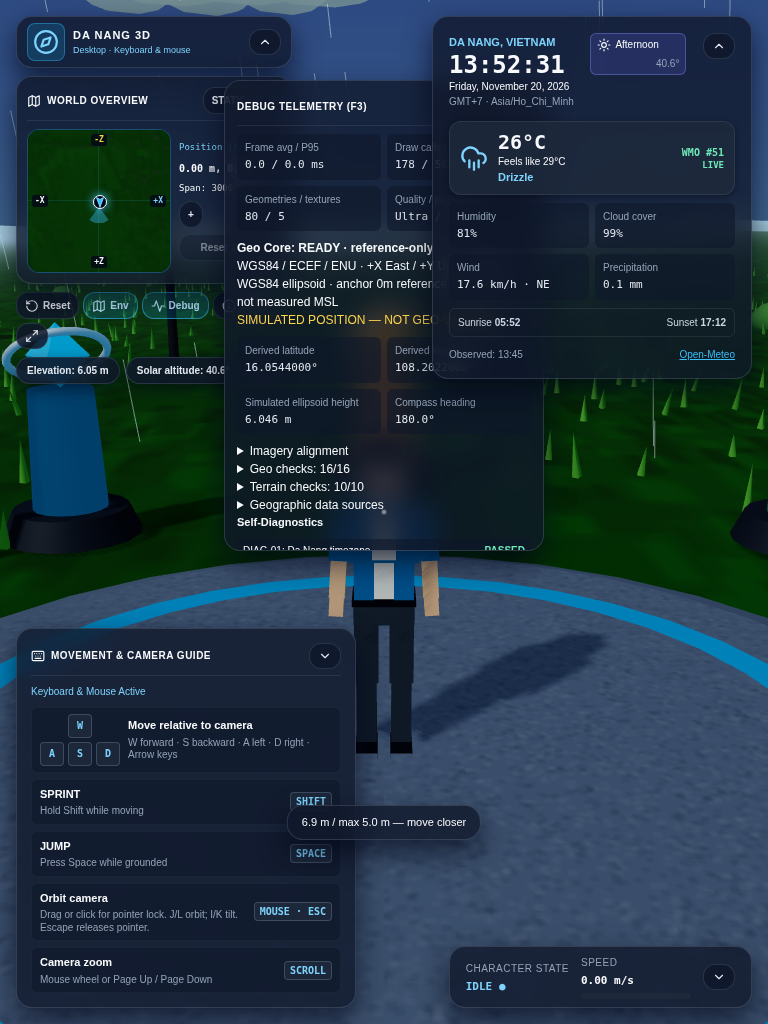 DA NANG 3D
Desktop · Keyboard & mouse
WORLD OVERVIEW
-Z
-X
+X
+Z
Position
0.00 m,
Span:
+
Reset
Env
Debug
Elevation: 6.05 m
Solar altitude: 40.6°
DEBUG TELEMETRY (F3)
Frame avg / P95
0.0 / 0.0 ms
Draw
178 /
Geometries / textures
80 / 5
Quality /
Ultra /
Geo Core: READY · reference-only
WGS84 / ECEF / ENU · +X East / +Y
WGS84 ellipsoid · anchor 0m reference
not measured MSL
SIMULATED POSITION — NOT
Derived latitude
16.0544000°
Derived
Simulated ellipsoid height
6.046 m
Compass heading
180.0°
Imagery alignment
Geo checks: 16/16
Terrain checks: 10/10
Geographic data sources
Self-Diagnostics
DIAG-01: Da Nang timezone
PASSED
DA NANG, VIETNAM
13:52:31
Friday, November 20, 2026
GMT+7 · Asia/Ho_Chi_Minh
Afternoon
40.6°
26°C
Feels like 29°C
Drizzle
WMO #51
LIVE
Humidity
81%
Cloud cover
99%
Wind
17.6 km/h · NE
Precipitation
0.1 mm
Sunrise 05:52
Sunset 17:12
Observed: 13:45
Open-Meteo
MOVEMENT & CAMERA GUIDE
Keyboard & Mouse Active
W
A S D
Move relative to camera
W forward · S backward · A left · D right ·
Arrow keys
SPRINT
Hold Shift while moving
SHIFT
JUMP
Press Space while grounded
SPACE
Orbit camera
Drag or click for pointer lock. J/L orbit; I/K tilt.
Escape releases pointer.
MOUSE · ESC
Camera zoom
Mouse wheel or Page Up / Page Down
SCROLL
6.9 m / max 5.0 m — move closer
CHARACTER STATE
IDLE
SPEED
0.00 m/s